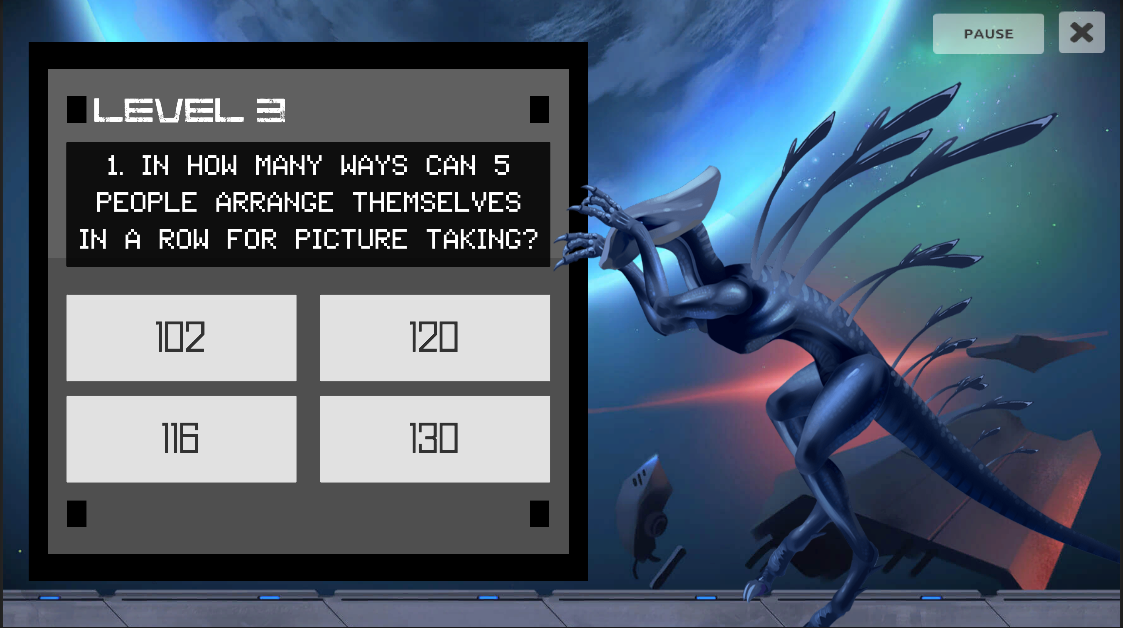 PAUSE
LEVEL 3
1. IN HOW MANY WAYS CAN 5
PEOPLE ARRANGE THEMSELVES
IN A ROW FOR PICTURE TAKING?
102
120
116
130